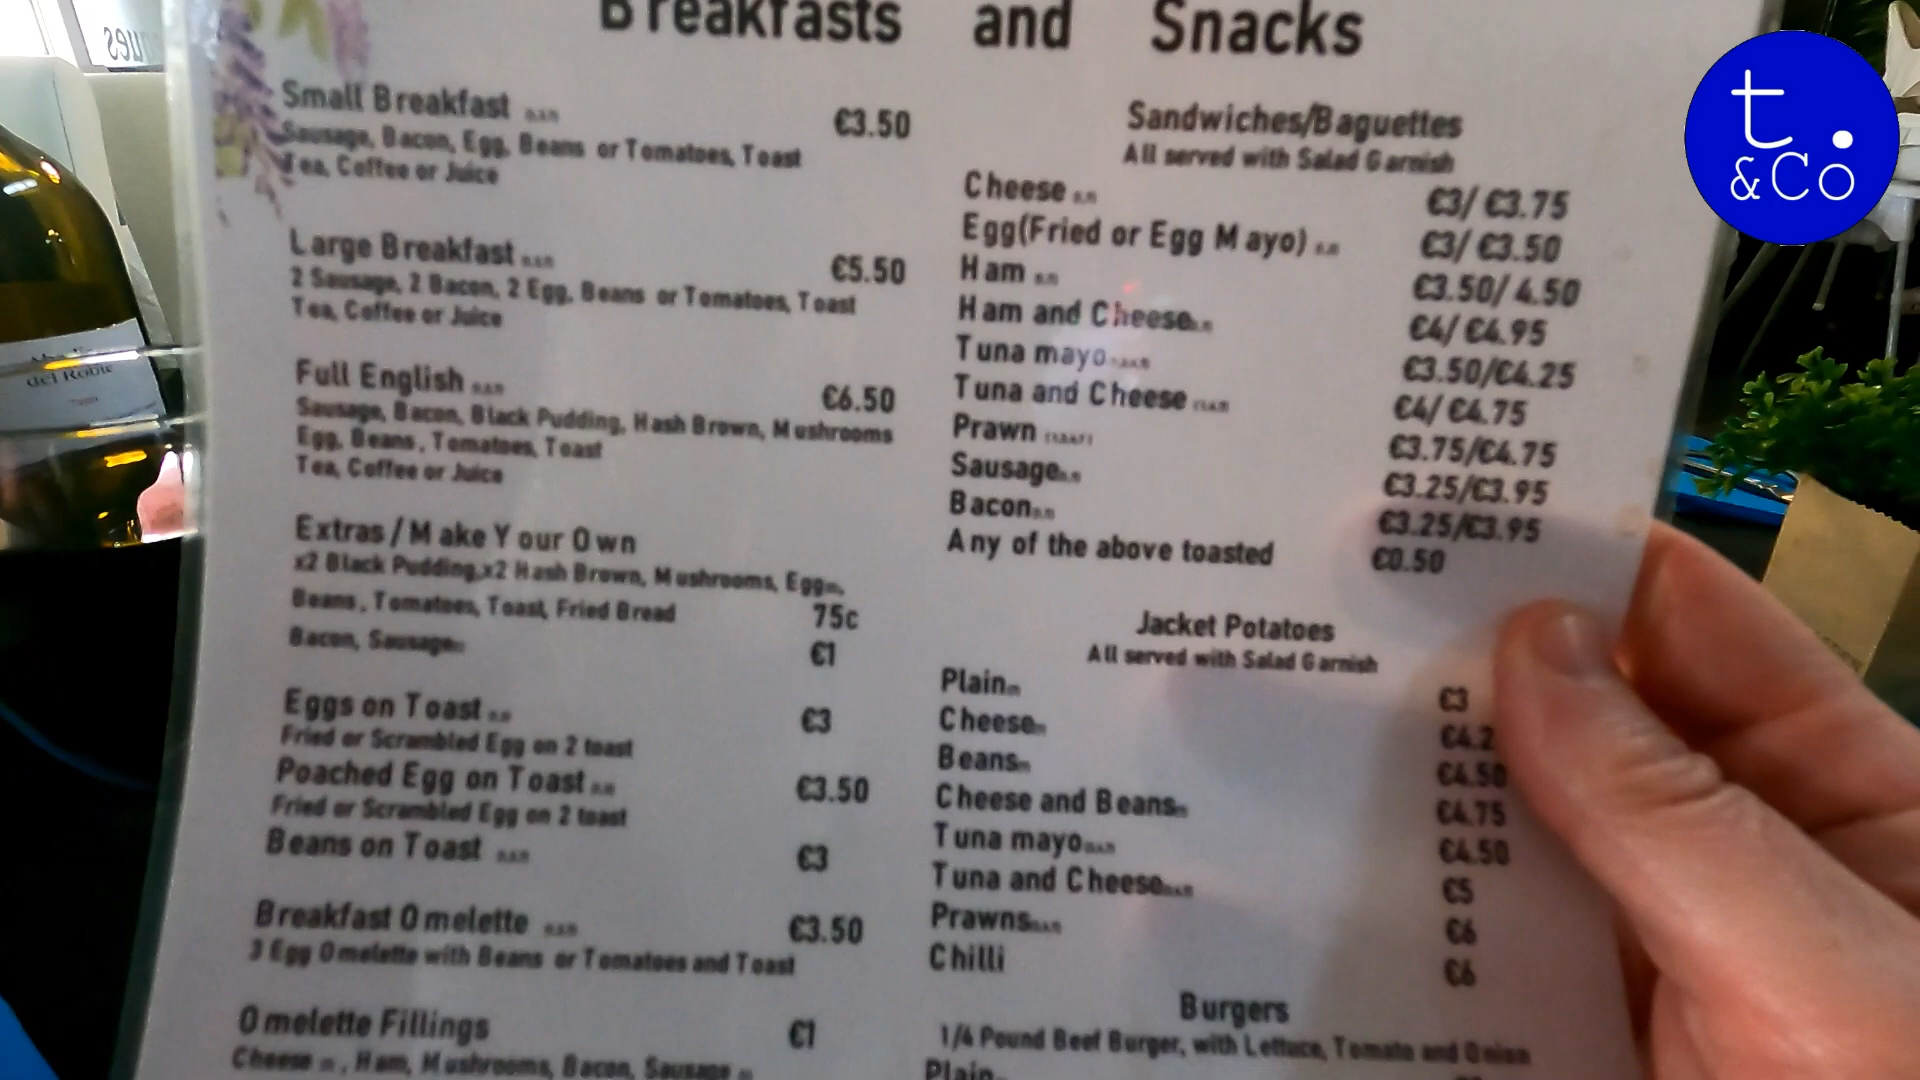 Breakfasts and Snacks
Small Breakfast
€3.50
Sausage, Bacon, Egg, Beans or Tomatoes, Toast
Tea, Coffee or Juice
Large Breakfast
€5.50
2 Sausage, 2 Bacon, 2 Egg, Beans or Tomatoes, Toast
Tea, Coffee or Juice
Full English
€6.50
Sausage, Bacon, Black Pudding, Hash Brown, Mushrooms
Egg, Beans, Tomatoes, Toast
Tea, Coffee or Juice
Extras / Make Your Own
x2 Black Pudding, x2 Hash Brown, Mushrooms, Egg
Beans, Tomatoes, Toast, Fried Bread 75c
Bacon, Sausage €1
Eggs on Toast €3
Fried or Scrambled Egg on 2 toast
Poached Egg on Toast €3.50
Fried or Scrambled Egg on 2 toast
Beans on Toast €3
Breakfast Omelette €3.50
3 Egg Omelette with Beans or Tomatoes and Toast
Omelette Fillings €1
Cheese, Ham, Mushrooms, Bacon, Sausage
Sandwiches/Baguettes
All served with Salad Garnish
Cheese €3/ €3.75
Egg(Fried or Egg Mayo) €3/ €3.50
Ham €3.50/ 4.50
Ham and Cheese €4/ €4.95
Tuna mayo €3.50/€4.25
Tuna and Cheese €4/ €4.75
Prawn €3.75/€4.75
Sausage €3.25/€3.95
Bacon €3.25/€3.95
Any of the above toasted €0.50
Jacket Potatoes
All served with Salad Garnish
Plain €3
Cheese €4.2
Beans €4.50
Cheese and Beans €4.75
Tuna mayo €4.50
Tuna and Cheese €5
Prawns €6
Chilli €6
Burgers
1/4 Pound Beef Burger, with Lettuce, Tomato and Onion
Plain
t.
&Co
del Roble